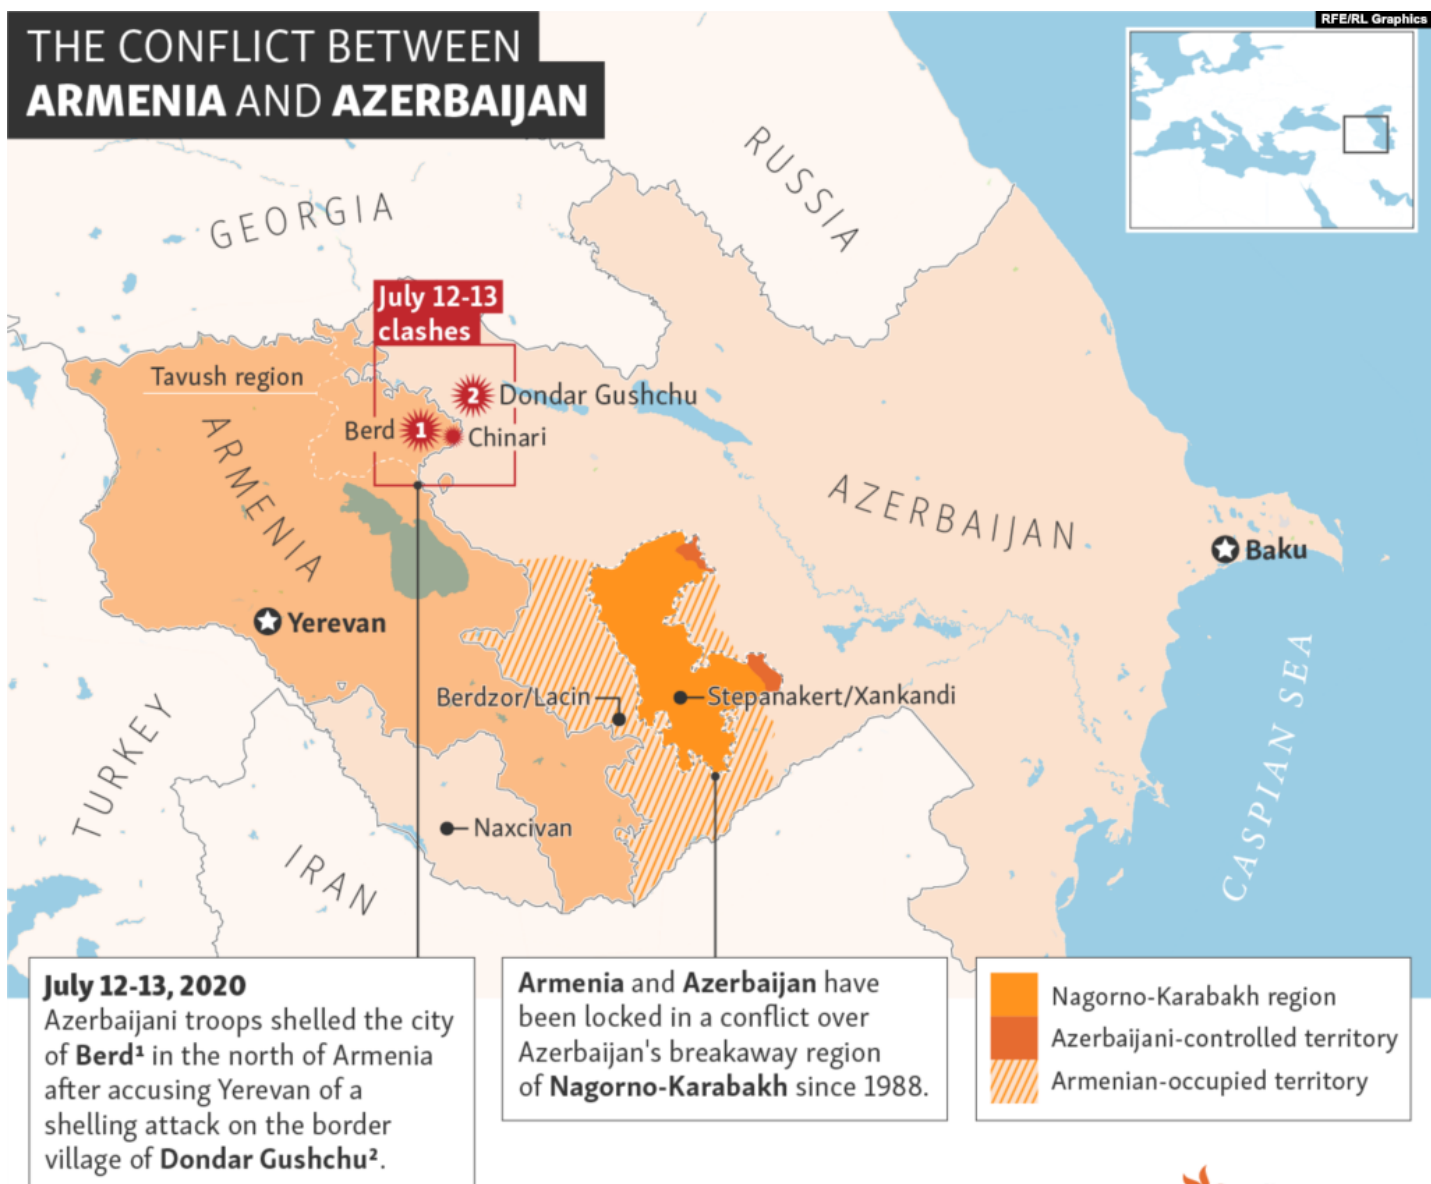 RFE/RL Graphics
THE CONFLICT BETWEEN
ARMENIA AND AZERBAIJAN
RUSSIA
GEORGIA
July 12-13
clashes
Tavush region
2 Dondar Gushchu
Berd 1
Chinari
ARMENIA
AZERBAIJAN
Baku
Yerevan
Berdzor/Lacin
Stepanakert/Xankandi
TURKEY
CASPIAN SEA
Naxcivan
IRAN
July 12-13, 2020
Azerbaijani troops shelled the city
of Berd¹ in the north of Armenia
after accusing Yerevan of a
shelling attack on the border
village of Dondar Gushchu².
Armenia and Azerbaijan have
been locked in a conflict over
Azerbaijan's breakaway region
of Nagorno-Karabakh since 1988.
Nagorno-Karabakh region
Azerbaijani-controlled territory
Armenian-occupied territory